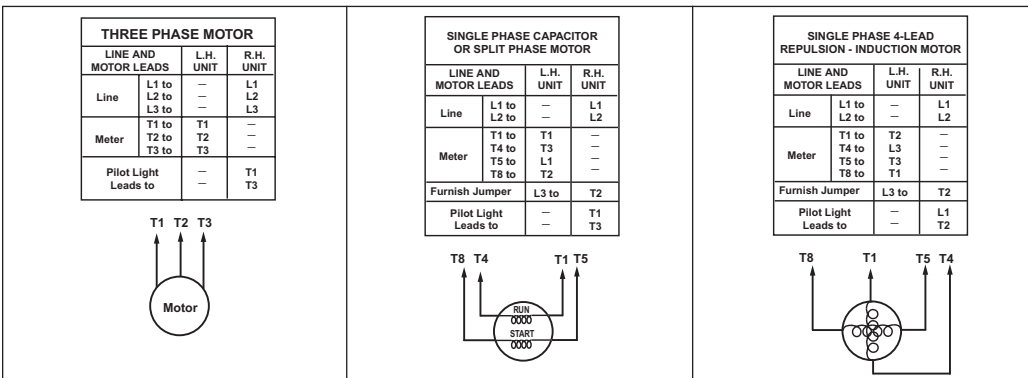 THREE PHASE MOTOR
LINE AND MOTOR LEADS L.H. UNIT R.H. UNIT
Line L1 to – L1
L2 to – L2
L3 to – L3
Meter T1 to T1 –
T2 to T2 –
T3 to T3 –
Pilot Light Leads to – T1
– T3
T1 T2 T3
Motor
SINGLE PHASE CAPACITOR
OR SPLIT PHASE MOTOR
LINE AND MOTOR LEADS L.H. UNIT R.H. UNIT
Line L1 to – L1
L2 to – L2
Meter T1 to T1 –
T4 to T3 –
T5 to L1 –
T8 to T2 –
Furnish Jumper L3 to T2
Pilot Light Leads to – T1
– T3
T8 T4 T1 T5
RUN
START
SINGLE PHASE 4-LEAD
REPULSION - INDUCTION MOTOR
LINE AND MOTOR LEADS L.H. UNIT R.H. UNIT
Line L1 to – L1
L2 to – L2
Meter T1 to T2 –
T4 to L3 –
T5 to T3 –
T8 to T1 –
Furnish Jumper L3 to T2
Pilot Light Leads to – L1
– T2
T8 T1 T5 T4